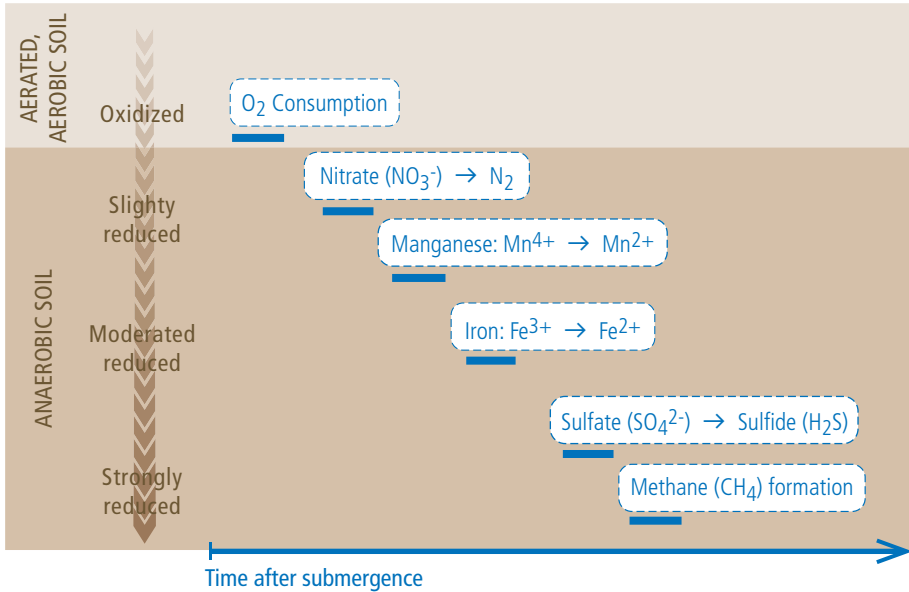 AERATED,
AEROBIC SOIL
Oxidized
O₂ Consumption
Nitrate (NO₃⁻) → N₂
Slighty
reduced
Manganese: Mn⁴⁺ → Mn²⁺
ANAEROBIC SOIL
Moderated
reduced
Iron: Fe³⁺ → Fe²⁺
Sulfate (SO₄²⁻) → Sulfide (H₂S)
Strongly
reduced
Methane (CH₄) formation
Time after submergence